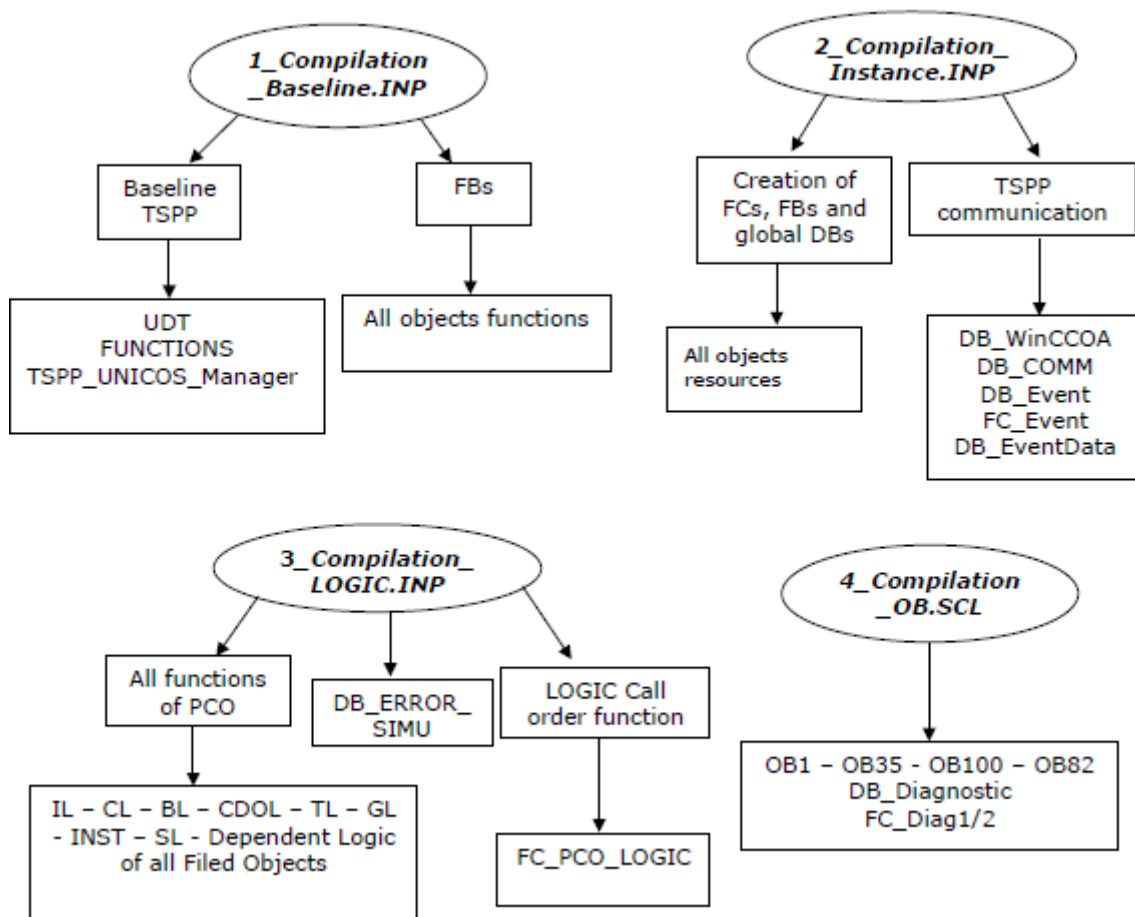 1_Compilation
_Baseline.INP
2_Compilation_
Instance.INP
Baseline
TSPP
FBs
Creation of
FCs, FBs and
global DBs
TSPP
communication
UDT
FUNCTIONS
TSPP_UNICOS_Manager
All objects functions
All objects
resources
DB_WinCCOA
DB_COMM
DB_Event
FC_Event
DB_EventData
3_Compilation_
LOGIC.INP
4_Compilation
_OB.SCL
All functions
of PCO
DB_ERROR_
SIMU
LOGIC Call
order function
IL – CL – BL – CDOL – TL – GL
- INST – SL - Dependent Logic
of all Filed Objects
FC_PCO_LOGIC
OB1 – OB35 - OB100 – OB82
DB_Diagnostic
FC_Diag1/2